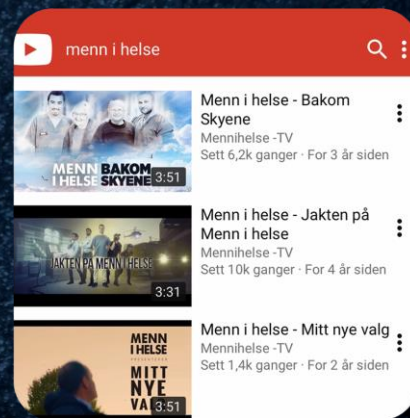 menn i helse
MENN BAKOM
I HELSE SKYENE
3:51
Menn i helse - Bakom
Skyene
Mennihelse -TV
Sett 6,2k ganger · For 3 år siden
JAKTEN PÅ MENN I HELSE
3:31
Menn i helse - Jakten på
Menn i helse
Mennihelse -TV
Sett 10k ganger · For 4 år siden
MENN
I HELSE
MITT
NYE
VA
3:51
Menn i helse - Mitt nye valg
Mennihelse -TV
Sett 1,4k ganger · For 2 år siden